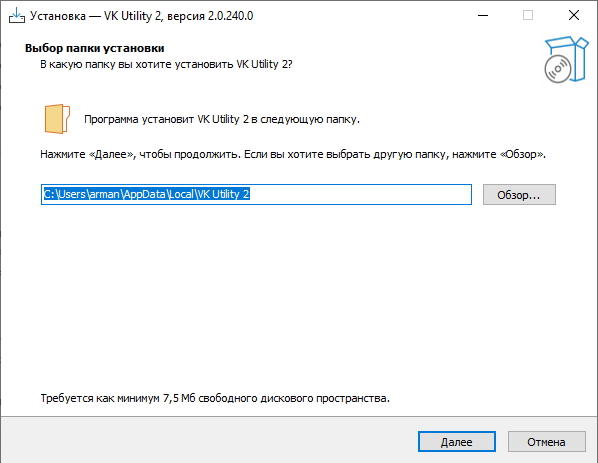 Установка — VK Utility 2, версия 2.0.240.0
Выбор папки установки
В какую папку вы хотите установить VK Utility 2?
Программа установит VK Utility 2 в следующую папку.
Нажмите «Далее», чтобы продолжить. Если вы хотите выбрать другую папку, нажмите «Обзор».
C:\Users\arman\AppData\Local\VK Utility 2
Обзор...
Требуется как минимум 7,5 Мб свободного дискового пространства.
Далее
Отмена